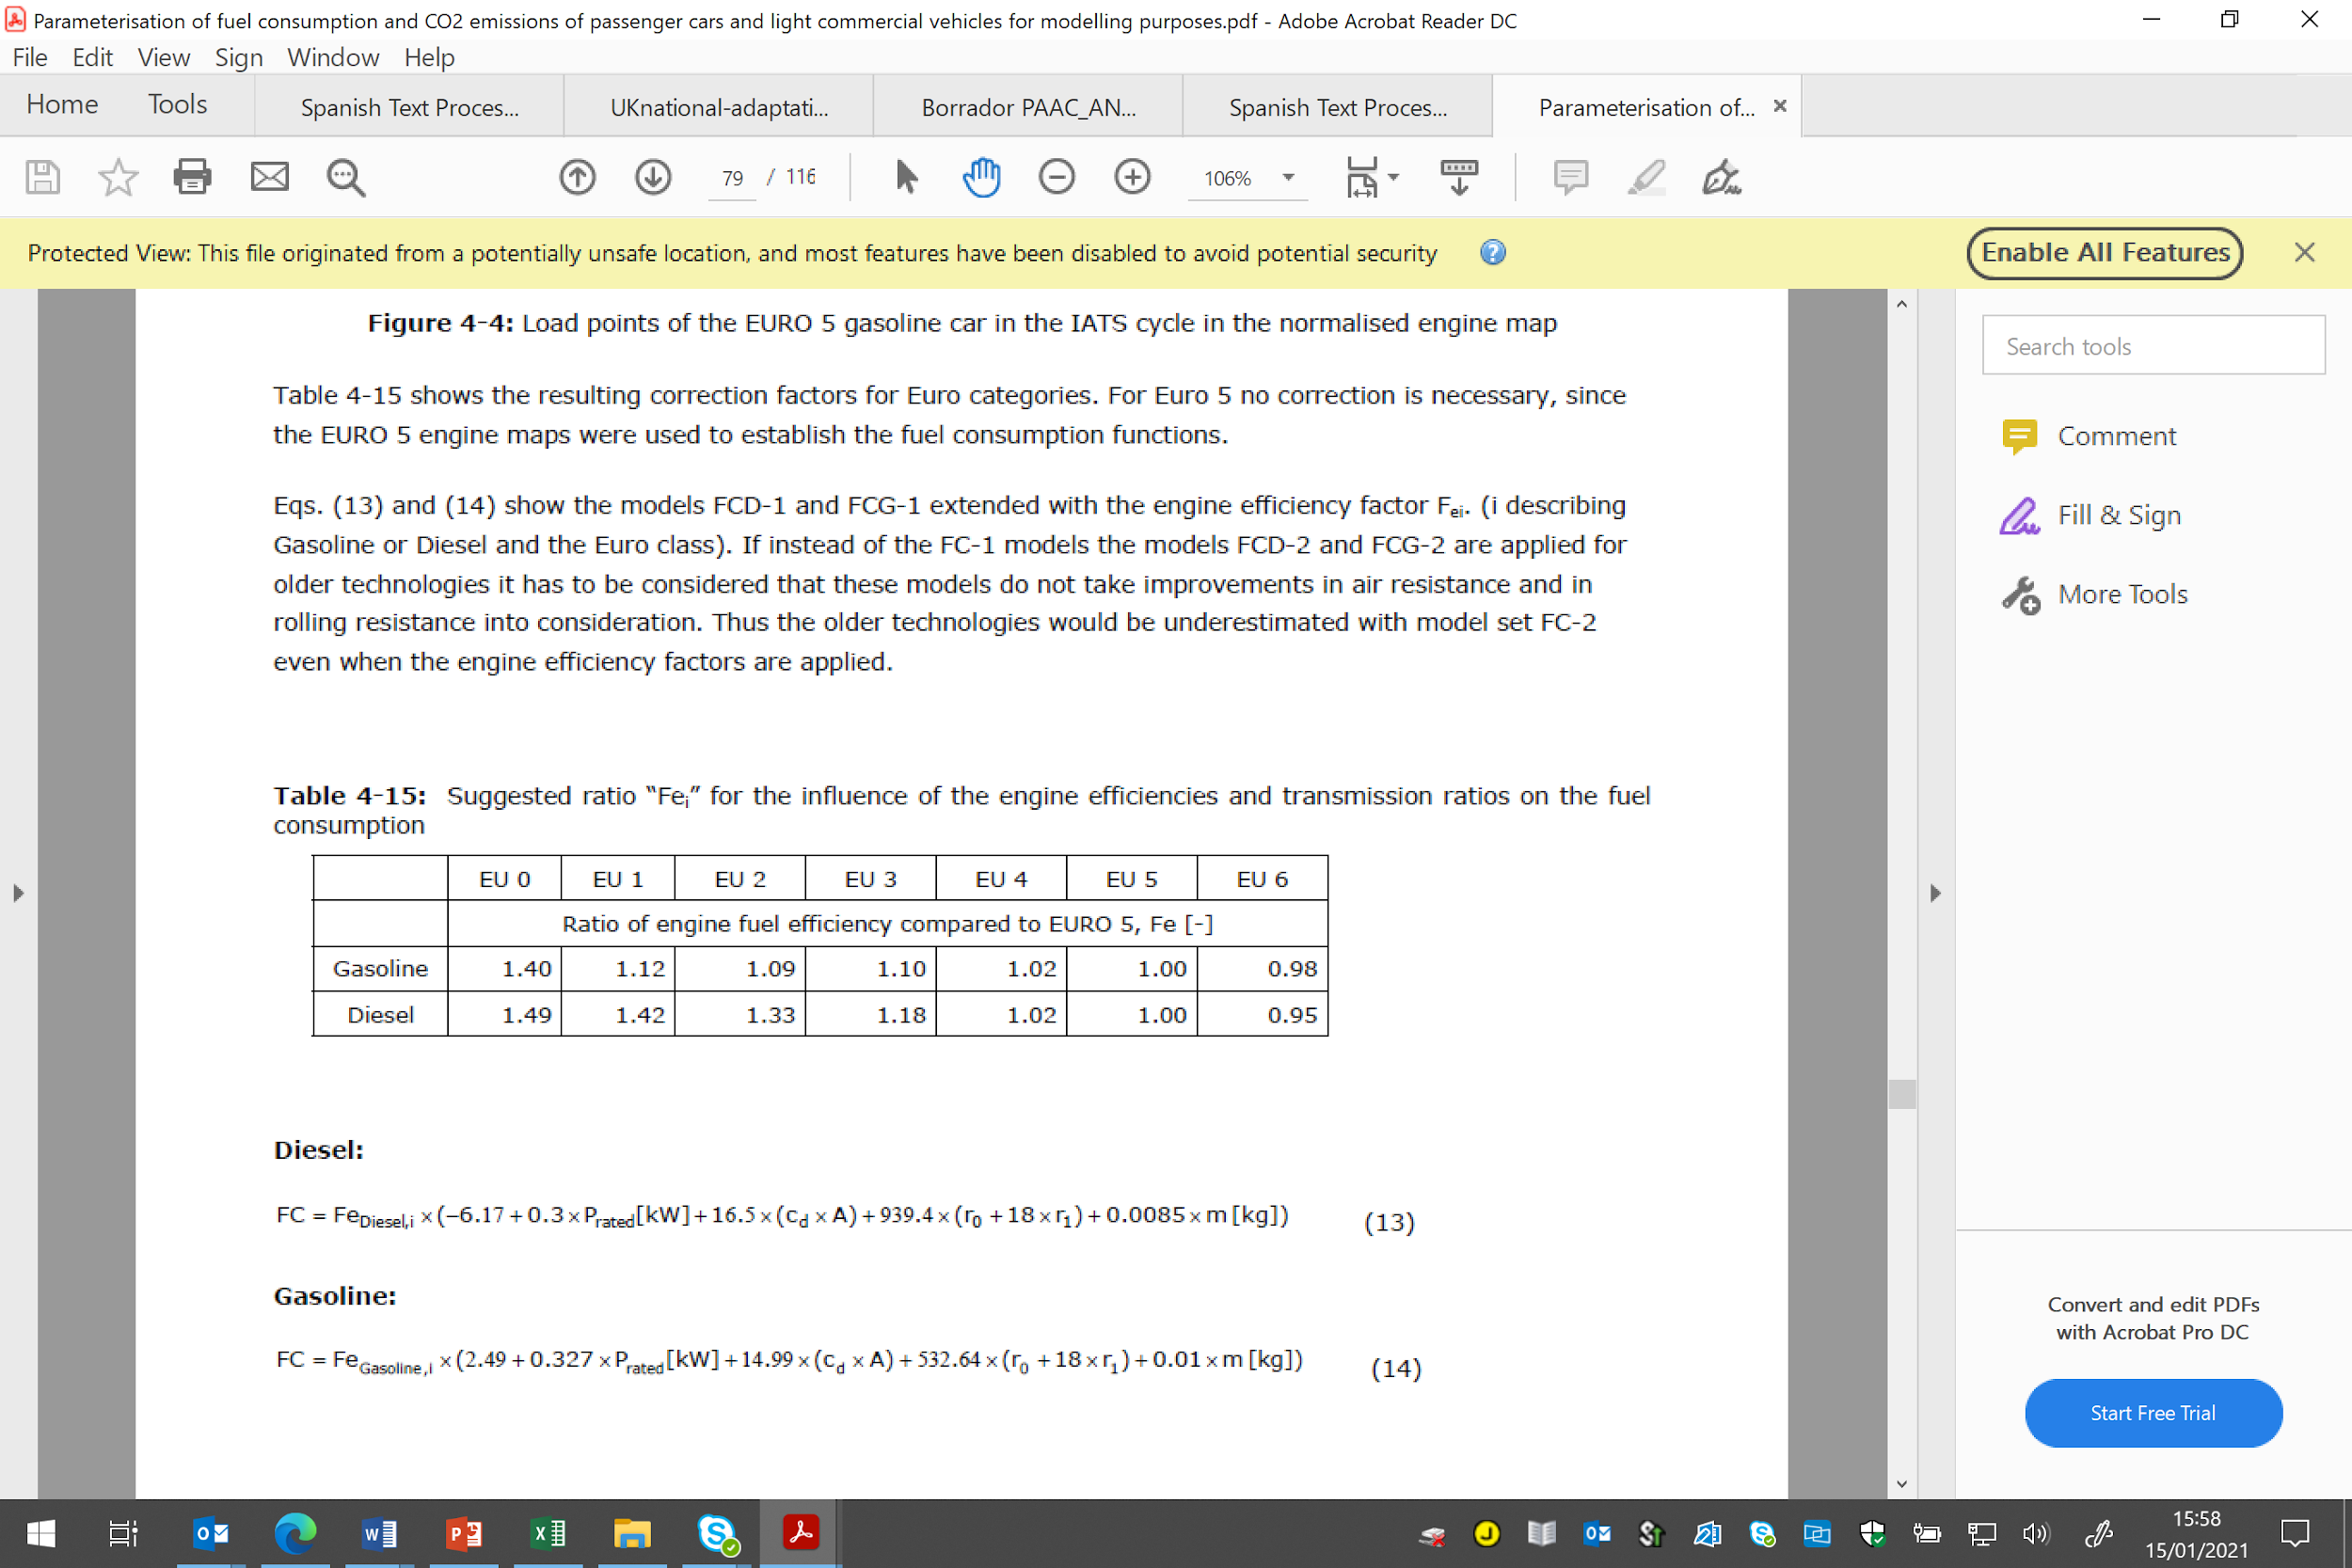 Parameterisation of fuel consumption and CO2 emissions of passenger cars and light commercial vehicles for modelling purposes.pdf - Adobe Acrobat Reader DC
File Edit View Sign Window Help
Home Tools Spanish Text Proces... UKnational-adaptati... Borrador PAAC_AN... Spanish Text Proces... Parameterisation of...
79 / 116 106%
Protected View: This file originated from a potentially unsafe location, and most features have been disabled to avoid potential security
Enable All Features
Figure 4-4: Load points of the EURO 5 gasoline car in the IATS cycle in the normalised engine map
Table 4-15 shows the resulting correction factors for Euro categories. For Euro 5 no correction is necessary, since
the EURO 5 engine maps were used to establish the fuel consumption functions.
Eqs. (13) and (14) show the models FCD-1 and FCG-1 extended with the engine efficiency factor Fei. (i describing
Gasoline or Diesel and the Euro class). If instead of the FC-1 models the models FCD-2 and FCG-2 are applied for
older technologies it has to be considered that these models do not take improvements in air resistance and in
rolling resistance into consideration. Thus the older technologies would be underestimated with model set FC-2
even when the engine efficiency factors are applied.
Table 4-15: Suggested ratio “Fei” for the influence of the engine efficiencies and transmission ratios on the fuel
consumption
EU 0 EU 1 EU 2 EU 3 EU 4 EU 5 EU 6
Ratio of engine fuel efficiency compared to EURO 5, Fe [-]
Gasoline 1.40 1.12 1.09 1.10 1.02 1.00 0.98
Diesel 1.49 1.42 1.33 1.18 1.02 1.00 0.95
Diesel:
FC = FeDiesel,i ×(−6.17 + 0.3 × Prated[kW] + 16.5 × (cd × A) + 939.4 × (r0 + 18 × r1) + 0.0085 × m [kg]) (13)
Gasoline:
FC = FeGasoline,i ×(2.49 + 0.327 × Prated[kW] + 14.99 × (cd × A) + 532.64 × (r0 + 18 × r1) + 0.01 × m [kg]) (14)
Search tools
Comment
Fill & Sign
More Tools
Convert and edit PDFs
with Acrobat Pro DC
Start Free Trial
15:58
15/01/2021